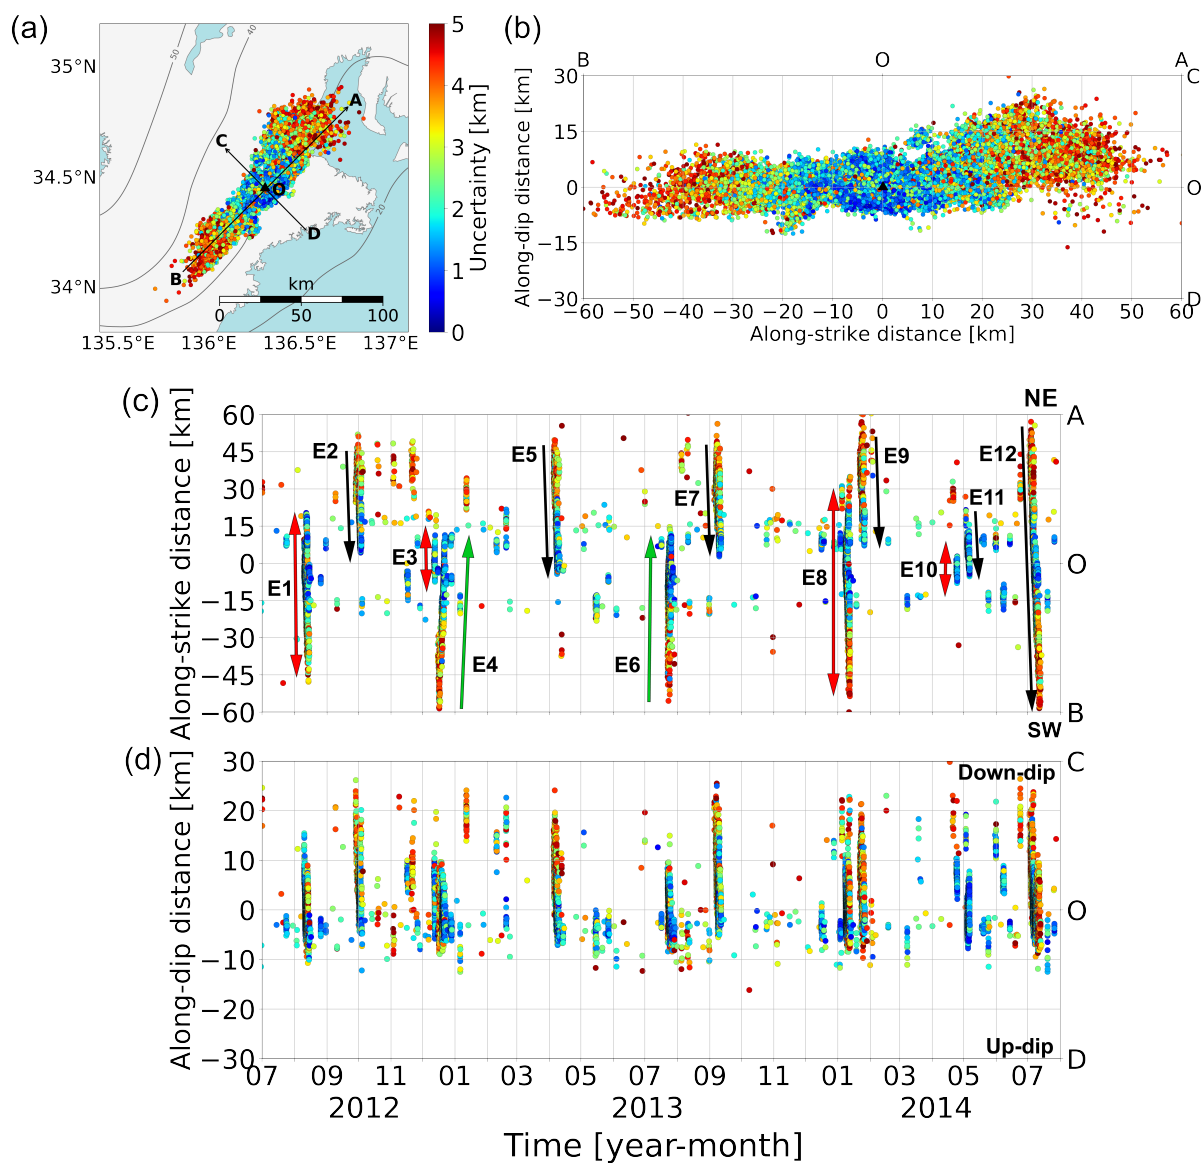 (a)
35°N
34.5°N
34°N
135.5°E 136°E 136.5°E 137°E
50
40
20
A
C
O
D
B
km
0 50 100
5
4
3
2
1
0
Uncertainty [km]
(b)
B O A
30
15
0
−15
−30
C
O
D
Along-dip distance [km]
−60 −50 −40 −30 −20 −10 0 10 20 30 40 50 60
Along-strike distance [km]
(c)
NE
60
45
30
15
0
−15
−30
−45
−60
Along-strike distance [km]
A
O
B
SW
E1
E2
E3
E4
E5
E6
E7
E8
E9
E10
E11
E12
(d)
30
20
10
0
−10
−20
−30
Along-dip distance [km]
Down-dip
Up-dip
C
O
D
07 09 11 01 03 05 07 09 11 01 03 05 07
2012 2013 2014
Time [year-month]